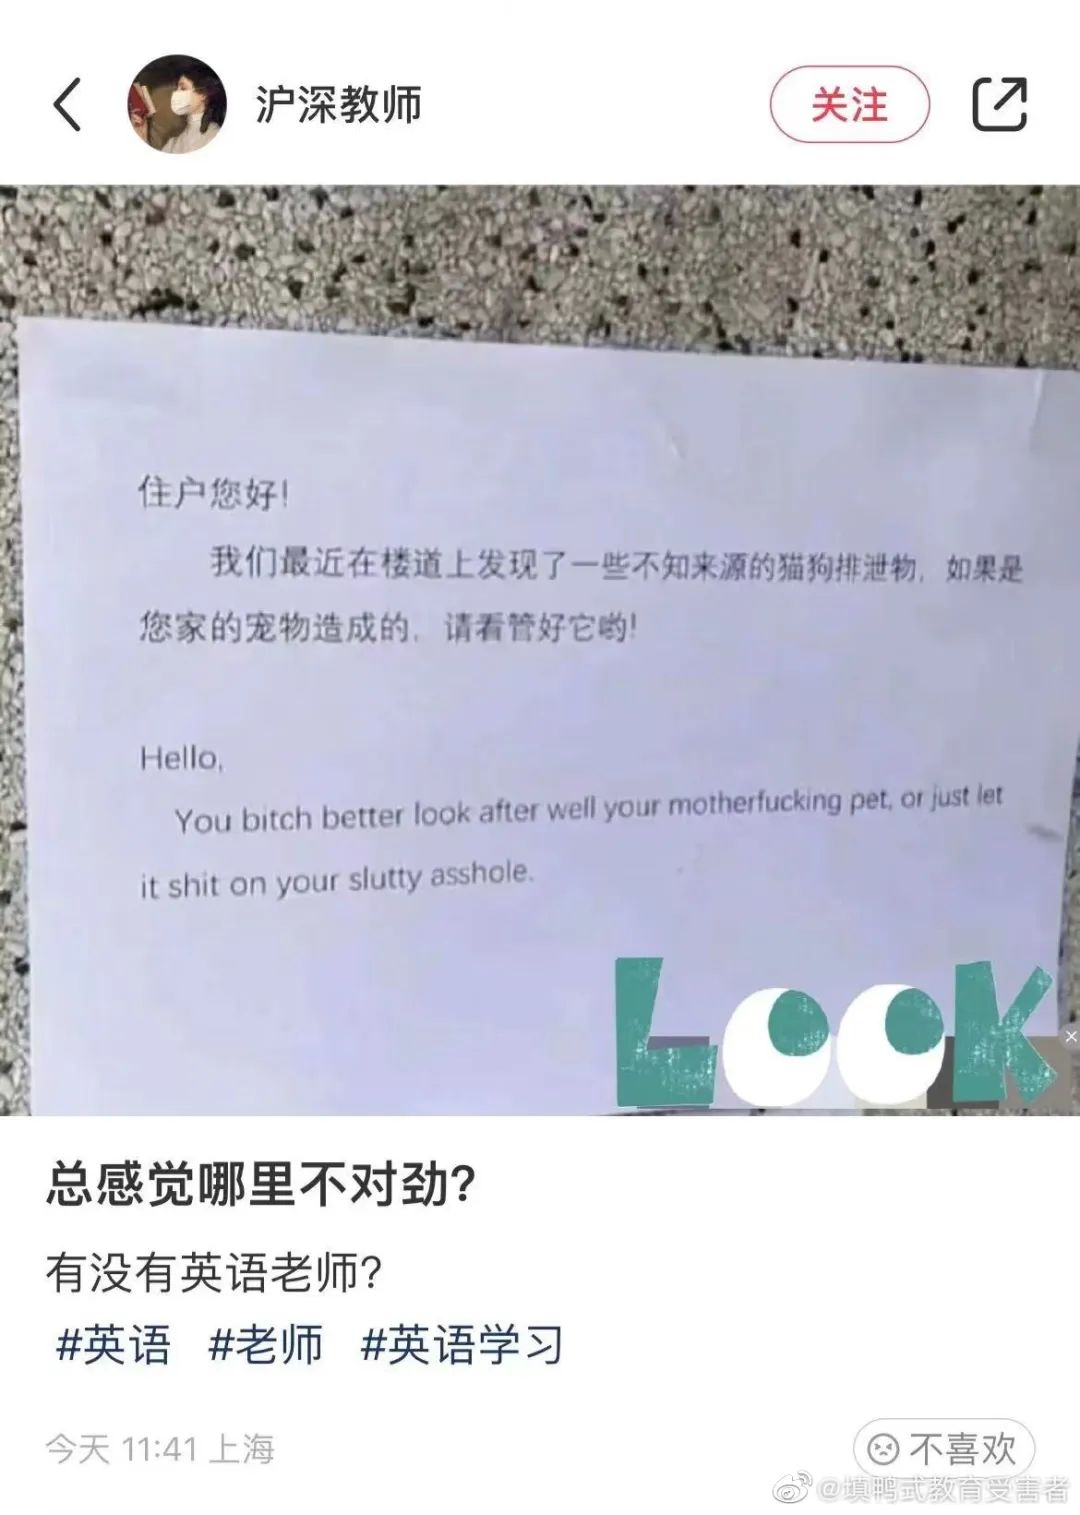 沪深教师
关注
住户您好！
我们最近在楼道上发现了一些不知来源的猫狗排泄物，如果是
您家的宠物造成的，请看管好它哟！
Hello,
You bitch better look after well your motherfucking pet, or just let
it shit on your slutty asshole.
LOOK
总感觉哪里不对劲？
有没有英语老师？
#英语 #老师 #英语学习
今天 11:41 上海
不喜欢
@填鸭式教育受害者